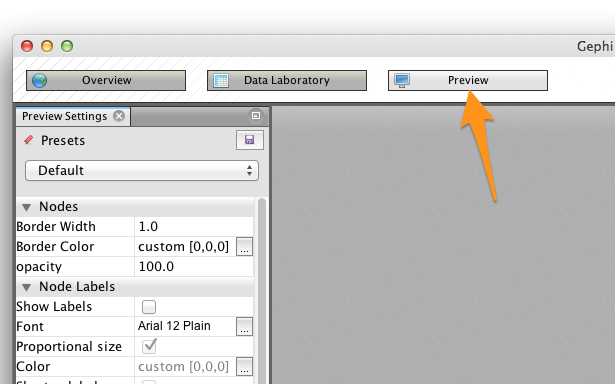 Gephi
Overview
Data Laboratory
Preview
Preview Settings
Presets
Default
Nodes
Border Width 1.0
Border Color custom [0,0,0] ...
opacity 100.0
Node Labels
Show Labels
Font Arial 12 Plain ...
Proportional size
Color custom [0,0,0] ...